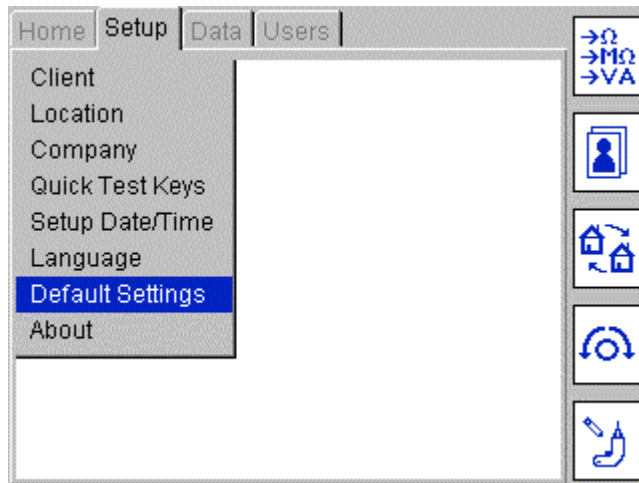 Home Setup Data Users
Client
Location
Company
Quick Test Keys
Setup Date/Time
Language
Default Settings
About
→Ω
→MΩ
→VA